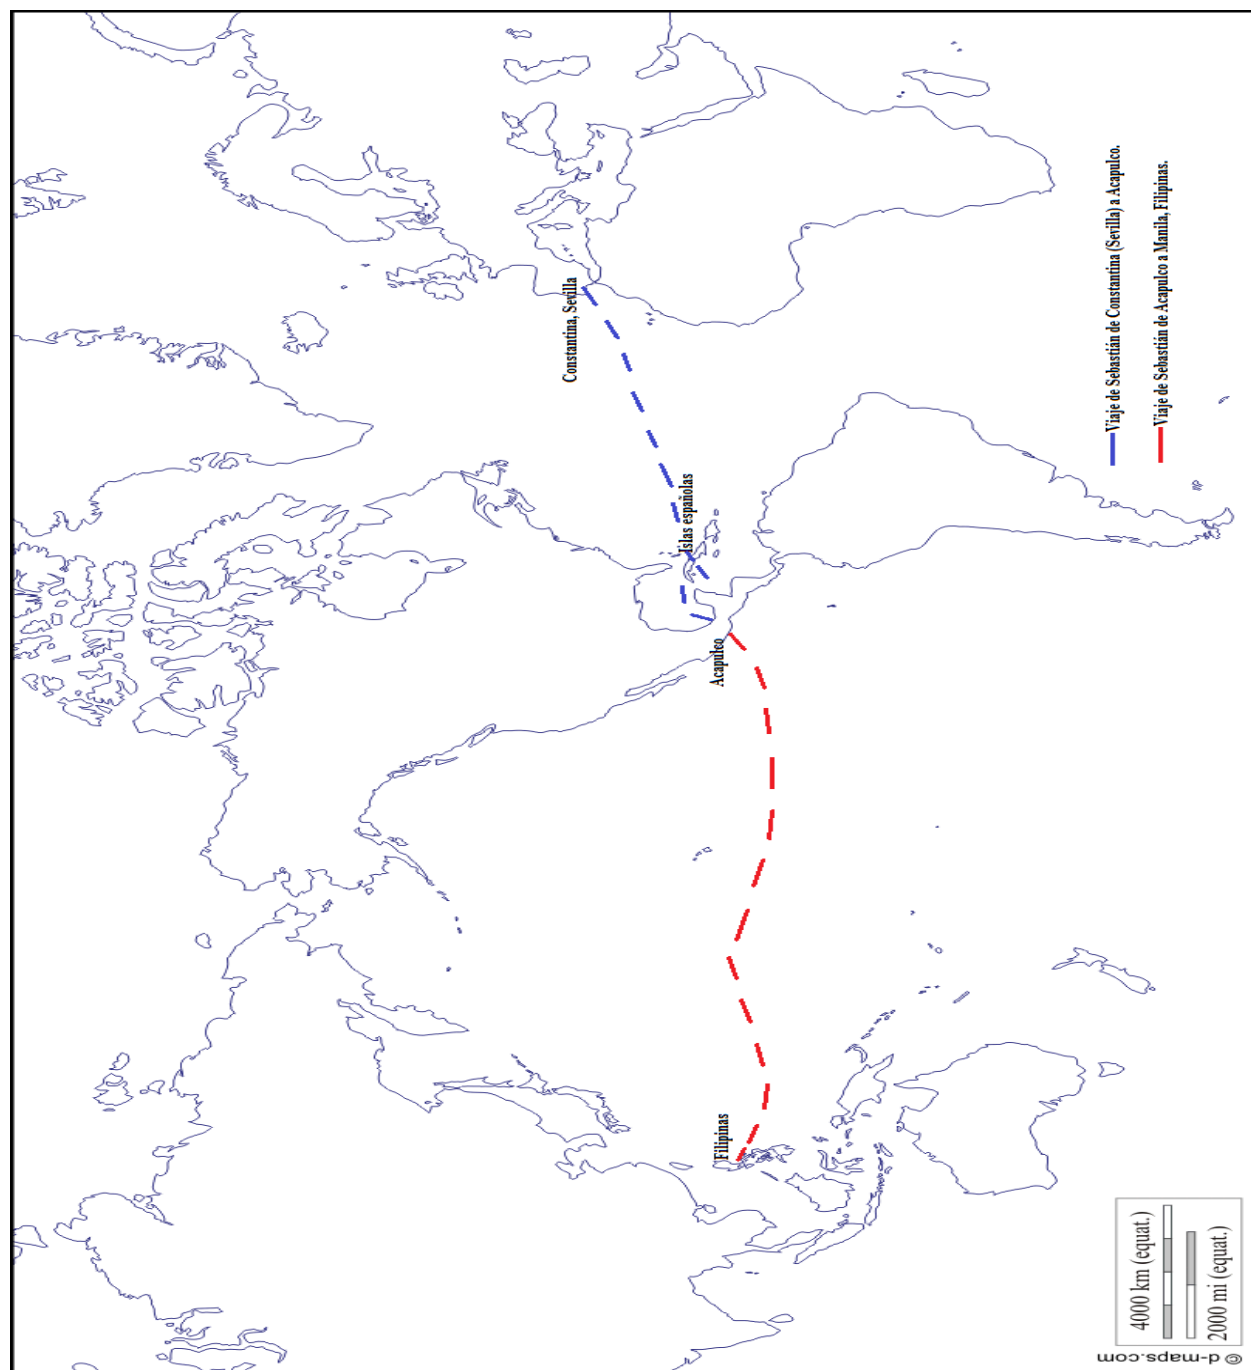 Filipinas
Acapulco
Islas españolas
Constantina, Sevilla
Viaje de Sebastián de Constantina (Sevilla) a Acapulco.
Viaje de Sebastián de Acapulco a Manila, Filipinas.
4000 km (equat.)
2000 mi (equat.)
© d-maps.com